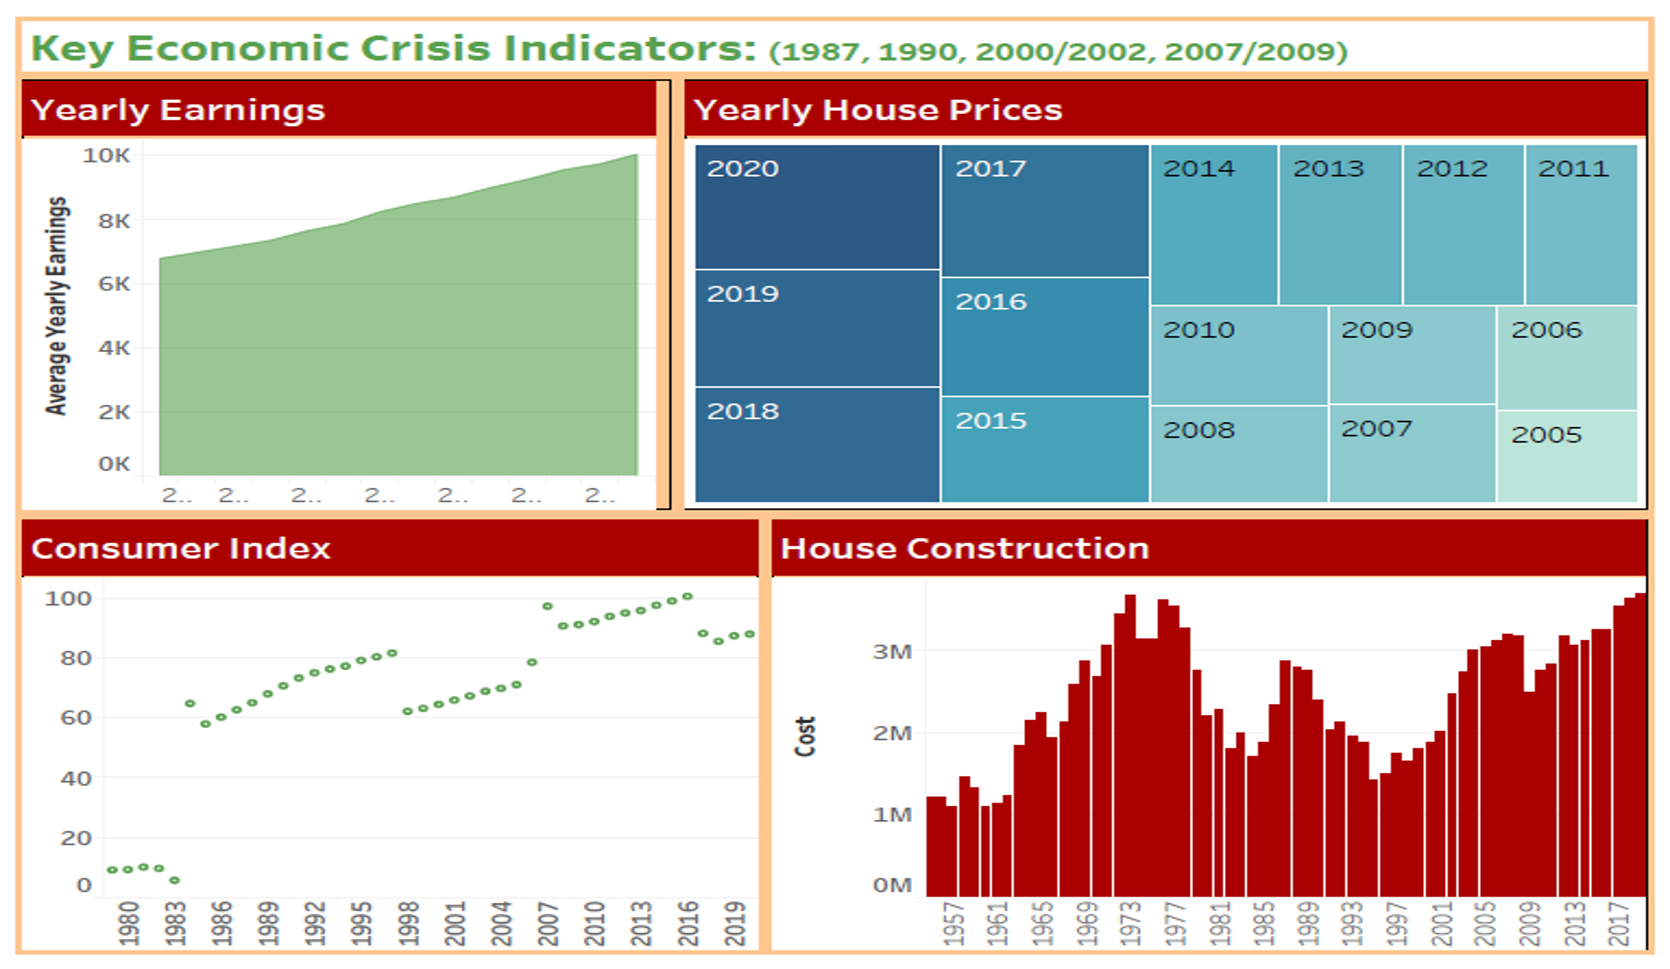 Key Economic Crisis Indicators: (1987, 1990, 2000/2002, 2007/2009)
Yearly Earnings
Average Yearly Earnings
10K
8K
6K
4K
2K
0K
2.. 2.. 2.. 2.. 2.. 2.. 2..
Yearly House Prices
2020 2017 2014 2013 2012 2011
2019 2016 2010 2009 2006
2018 2015 2008 2007 2005
Consumer Index
100
80
60
40
20
0
1980 1983 1986 1989 1992 1995 1998 2001 2004 2007 2010 2013 2016 2019
House Construction
Cost
3M
2M
1M
0M
1957 1961 1965 1969 1973 1977 1981 1985 1989 1993 1997 2001 2005 2009 2013 2017